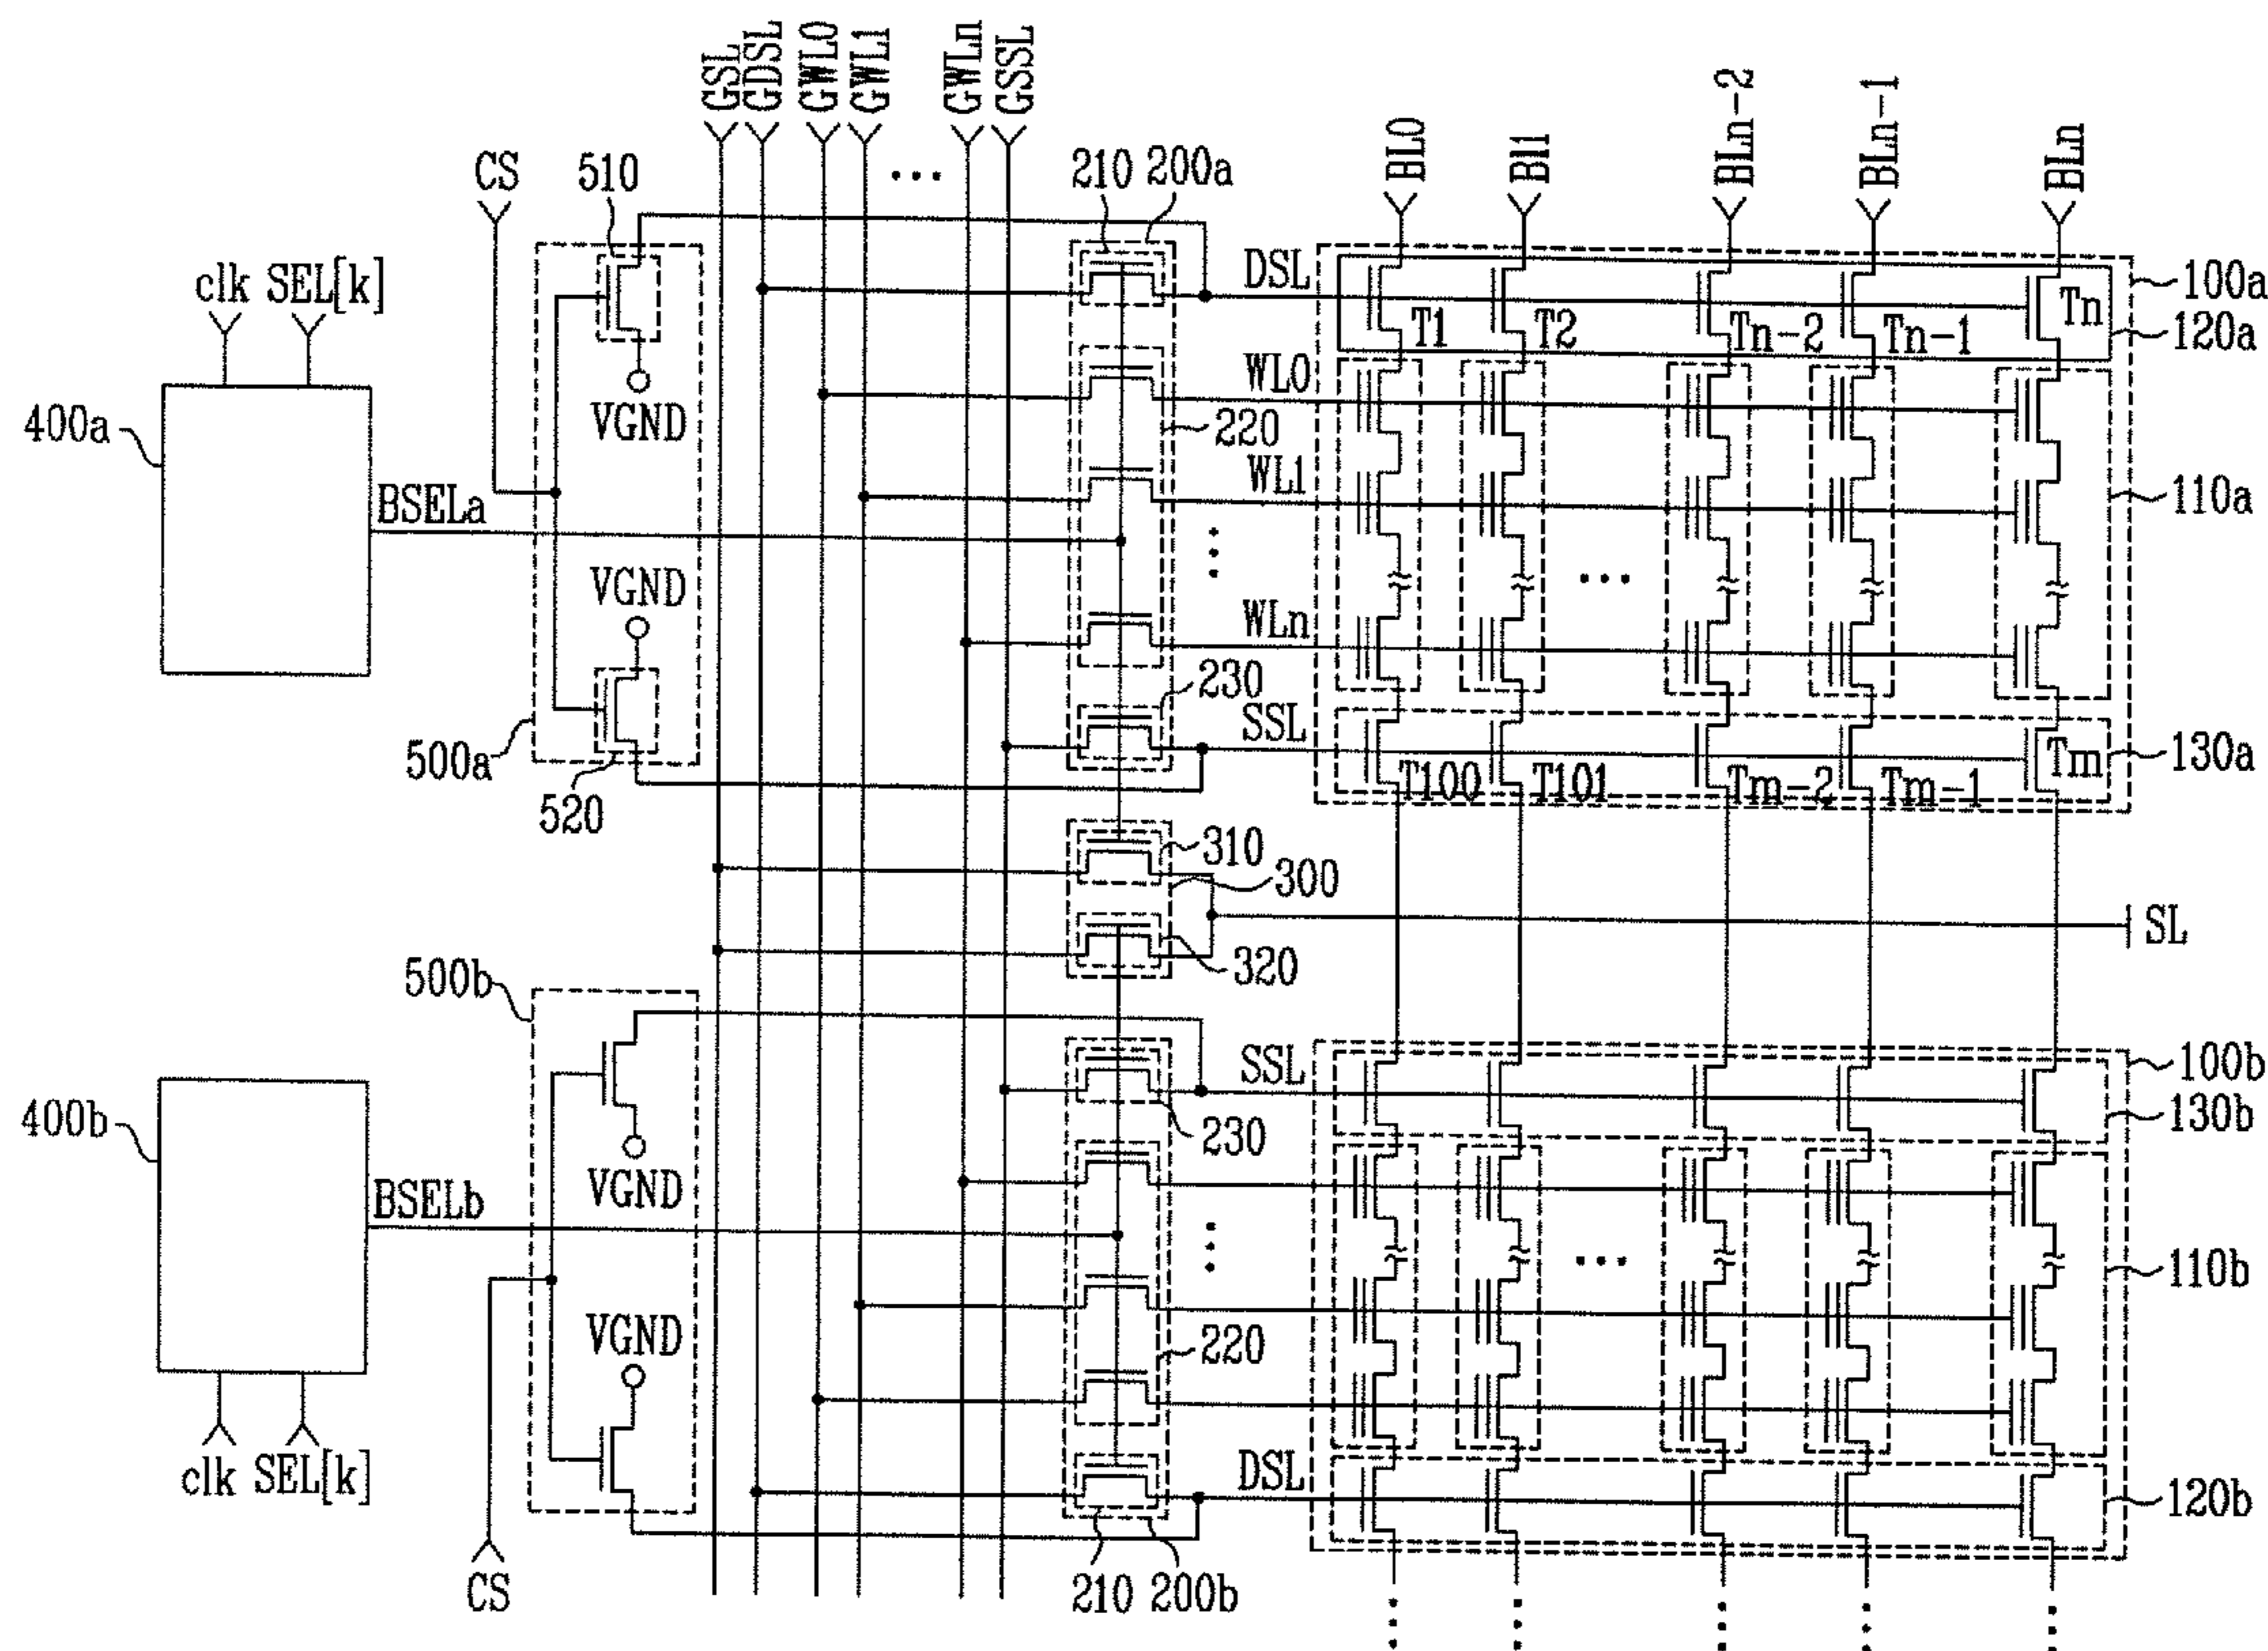 GSL
GDSL
GWL0
GWL1
...
GWLn
GSSL
BL0
Bl1
BLn-2
BLn-1
BLn
CS
510
210
200a
clk
SEL[k]
DSL
100a
T1
T2
Tn-2
Tn-1
Tn
120a
VGND
WL0
400a
220
WL1
110a
BSELa
VGND
...
WLn
230
SSL
500a
130a
T100
T101
Tm-2
Tm-1
Tm
520
310
300
SL
320
500b
SSL
100b
130b
400b
230
VGND
BSELb
...
110b
VGND
220
clk
SEL[k]
DSL
120b
CS
210
200b